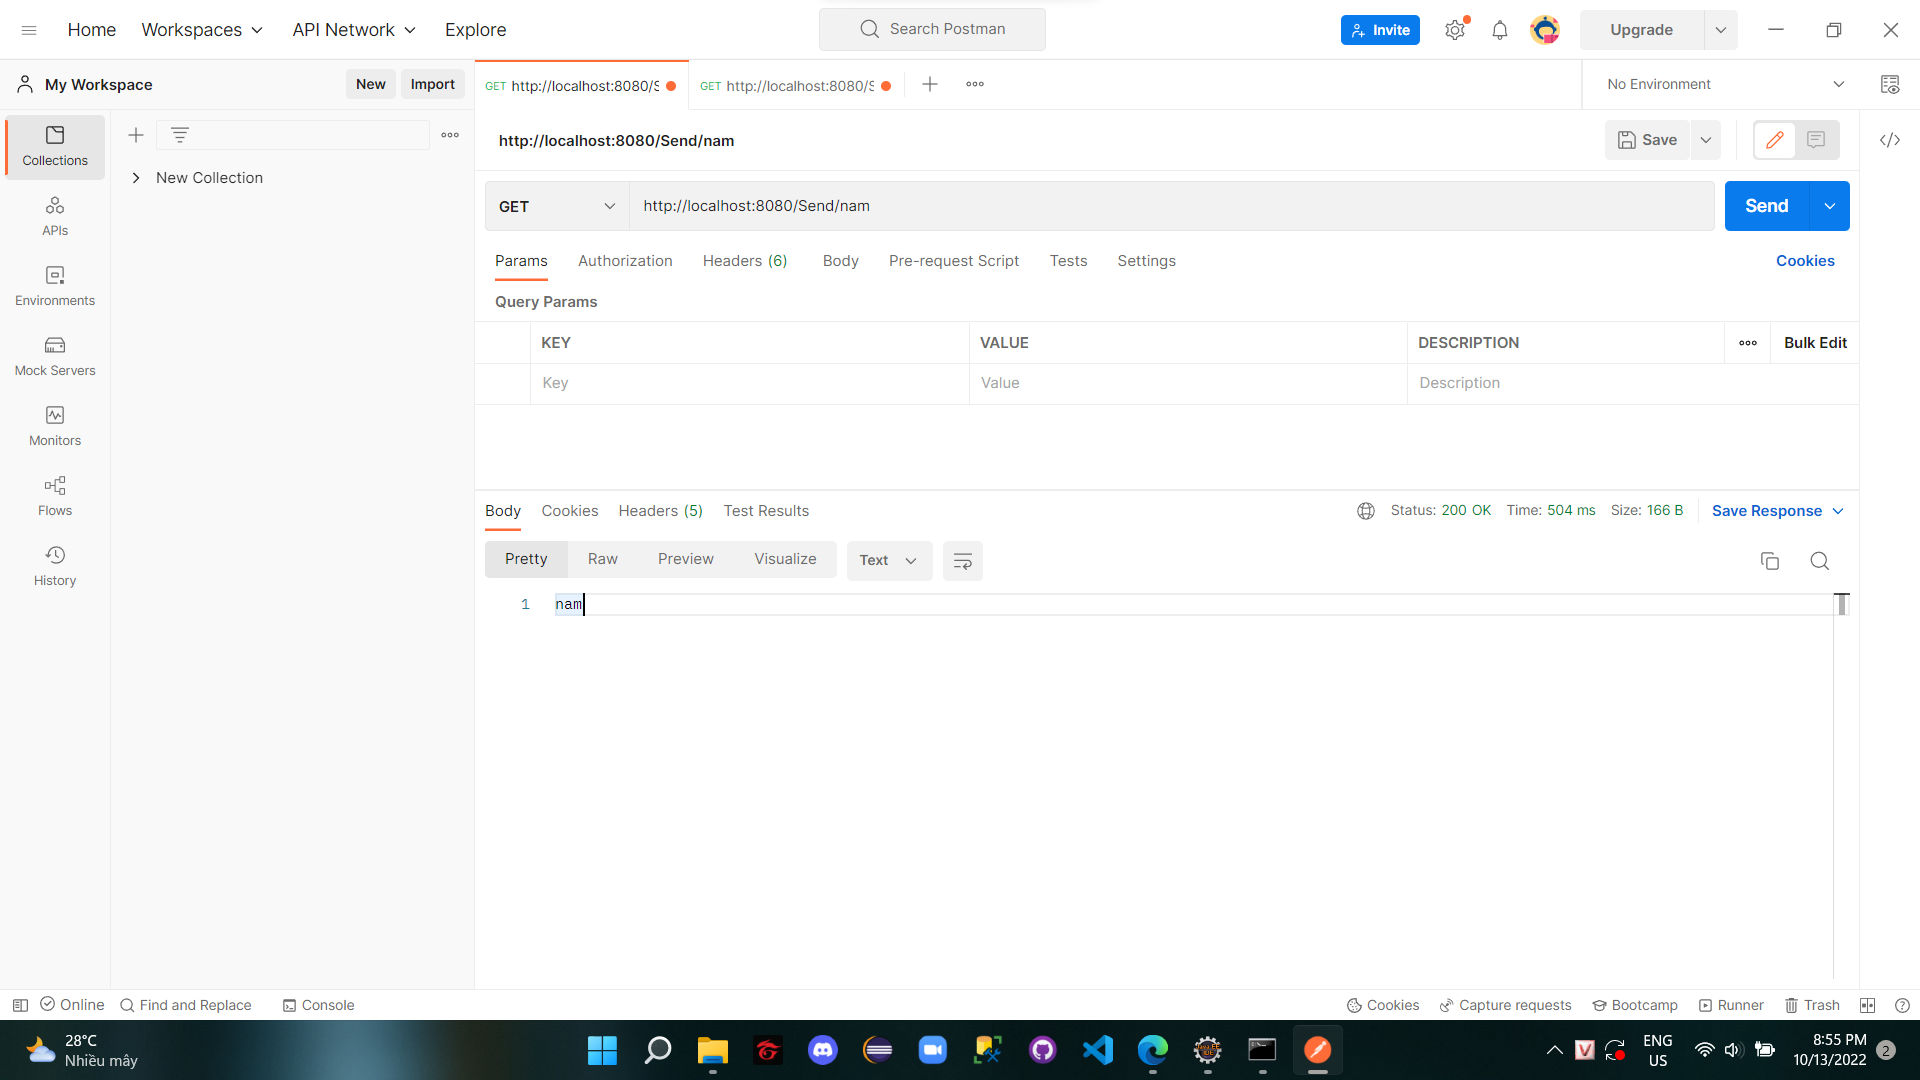 Home Workspaces API Network Explore Search Postman Invite Upgrade
My Workspace New Import GET http://localhost:8080/S GET http://localhost:8080/S No Environment
http://localhost:8080/Send/nam Save
Collections
New Collection
GET http://localhost:8080/Send/nam Send
APIs
Params Authorization Headers (6) Body Pre-request Script Tests Settings Cookies
Environments
Query Params
KEY VALUE DESCRIPTION Bulk Edit
Mock Servers
Key Value Description
Monitors
Flows
Body Cookies Headers (5) Test Results Status: 200 OK Time: 504 ms Size: 166 B Save Response
Pretty Raw Preview Visualize Text
History
1 nam
Online Find and Replace Console Cookies Capture requests Bootcamp Runner Trash
28°C
Nhiều mây
ENG
US
8:55 PM
10/13/2022
2